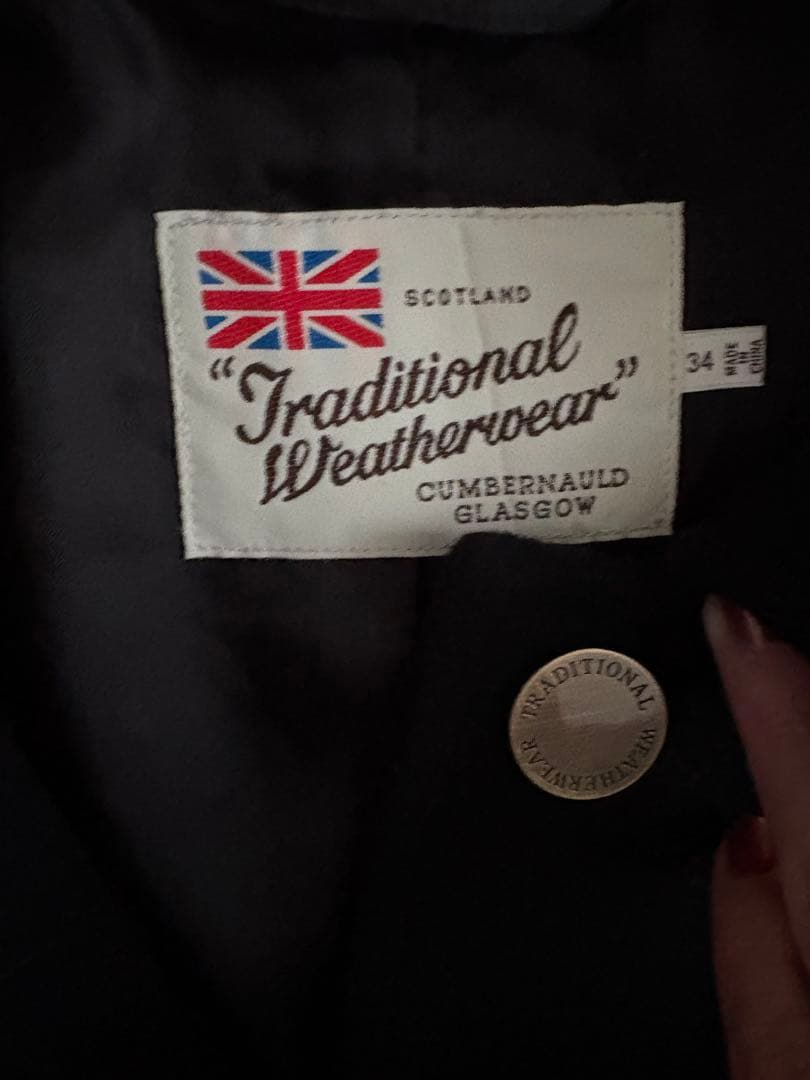 SCOTLAND
"Traditional
Weatherwear"
CUMBERNAULD
GLASGOW
34
MADE
IN
CHINA
TRADITIONAL WEATHERWEAR